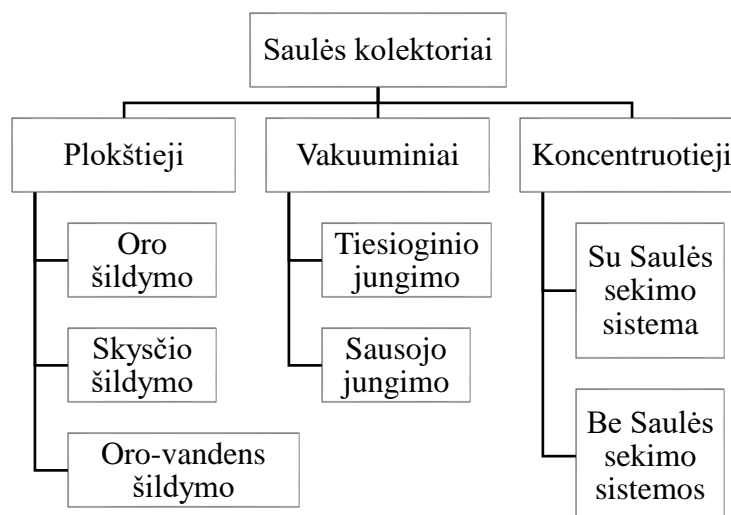 Saulės kolektoriai
Plokštieji
Oro
šildymo
Skysčio
šildymo
Oro-vandens
šildymo
Vakuuminiai
Tiesioginio
jungimo
Sausojo
jungimo
Koncentruotieji
Su Saulės
sekimo
sistema
Be Saulės
sekimo
sistemos